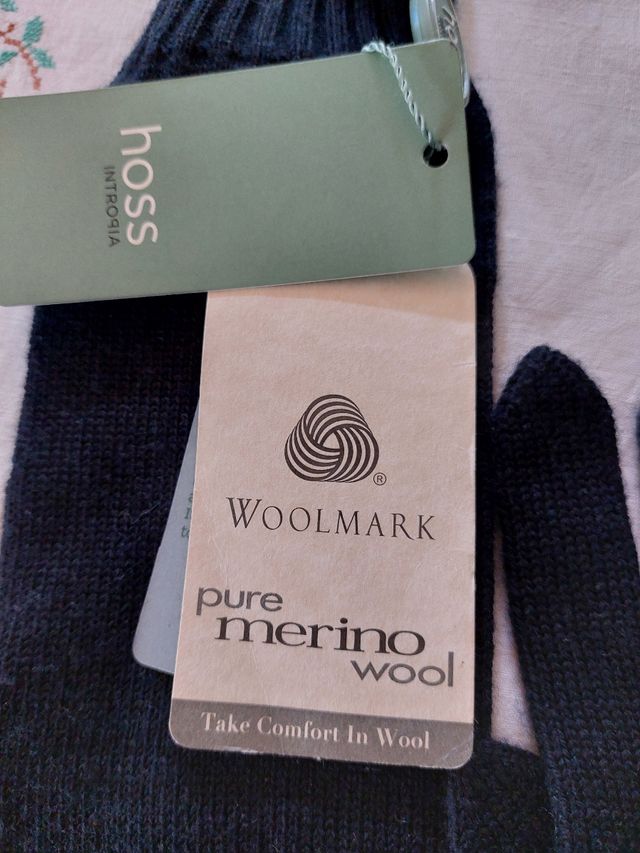 hoss
INTROPIA
®
WOOLMARK
pure
merino
wool
Take Comfort In Wool